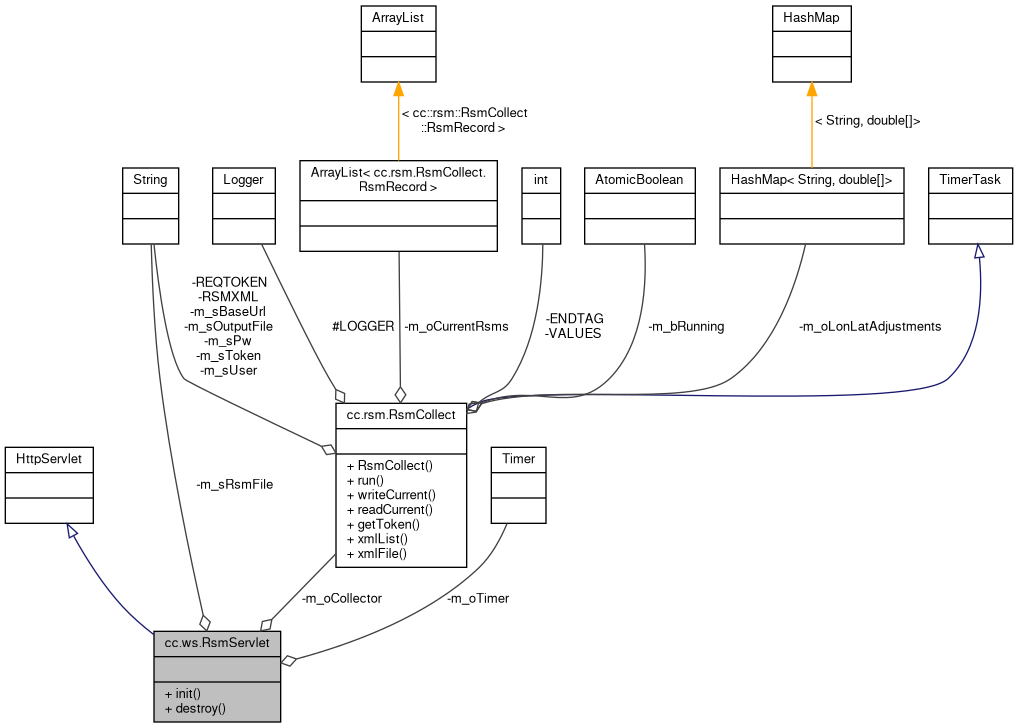 ArrayList
HashMap
< cc::rsm::RsmCollect
::RsmRecord >
< String, double[]>
String
Logger
ArrayList< cc.rsm.RsmCollect.
RsmRecord >
int
AtomicBoolean
HashMap< String, double[]>
TimerTask
-REQTOKEN
-RSMXML
-m_sBaseUrl
-m_sOutputFile
-m_sPw
-m_sToken
-m_sUser
#LOGGER
-m_oCurrentRsms
-ENDTAG
-VALUES
-m_bRunning
-m_oLonLatAdjustments
cc.rsm.RsmCollect
+ RsmCollect()
+ run()
+ writeCurrent()
+ readCurrent()
+ getToken()
+ xmlList()
+ xmlFile()
HttpServlet
Timer
-m_sRsmFile
-m_oCollector
-m_oTimer
cc.ws.RsmServlet
+ init()
+ destroy()